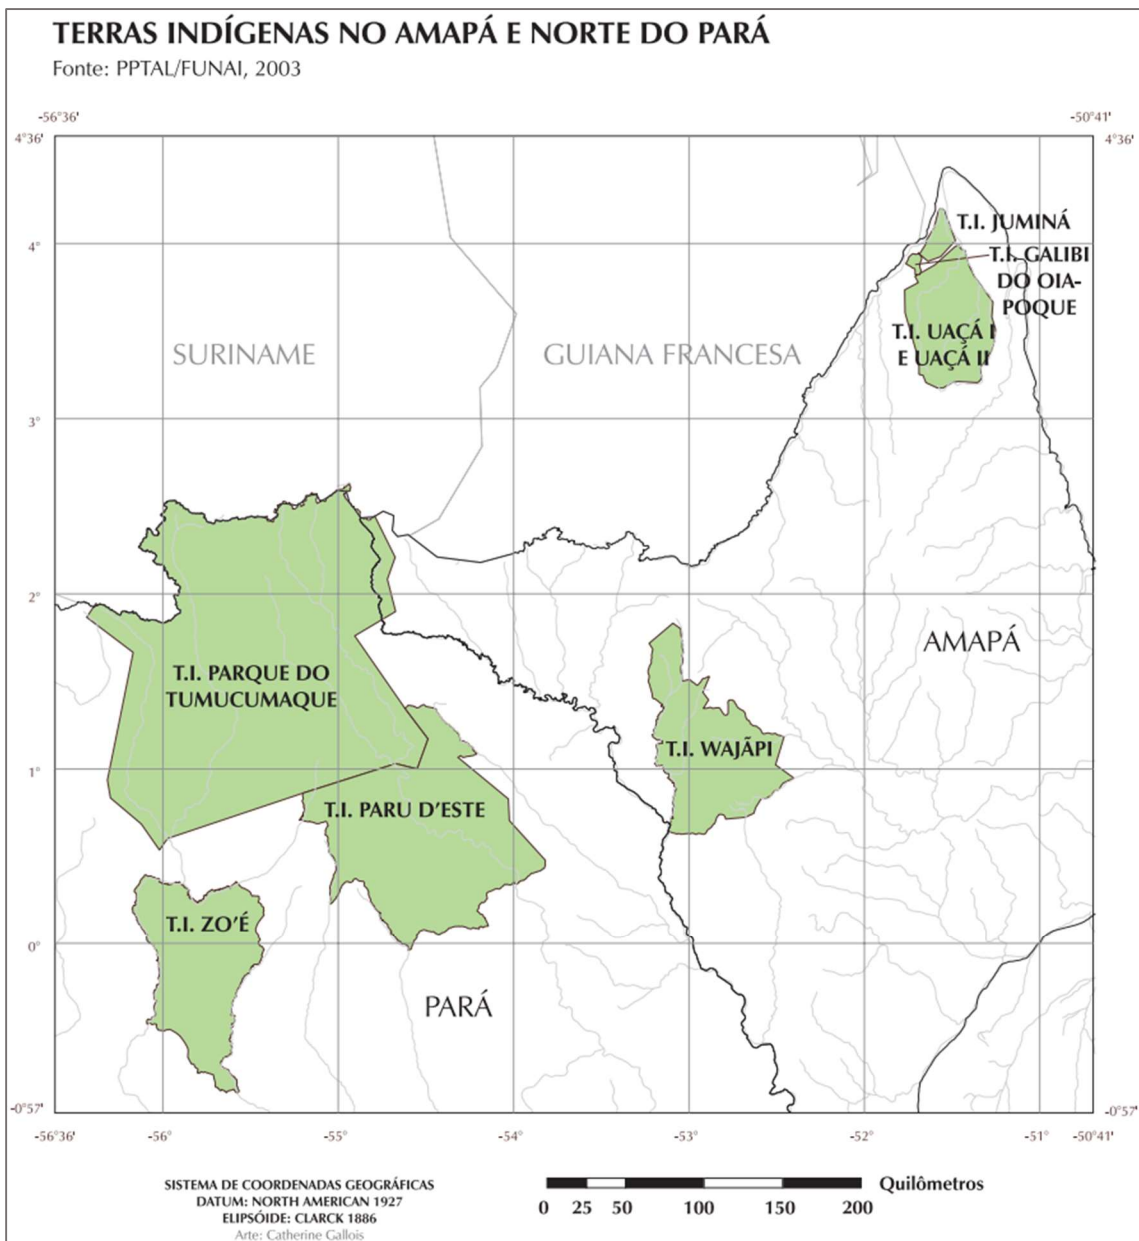 TERRAS INDÍGENAS NO AMAPÁ E NORTE DO PARÁ
Fonte: PPTAL/FUNAI, 2003
-56°36'
-50°41'
4°36'
4°36'
T.I. JUMINÁ
4°
T.I. GALIBI
DO OIA-
POQUE
T.I. UAÇÁ I
E UAÇÁ II
SURINAME
GUIANA FRANCESA
3°
2°
AMAPÁ
T.I. PARQUE DO
TUMUCUMAQUE
T.I. WAJÃPI
1°
T.I. PARU D'ESTE
T.I. ZO'É
0°
PARÁ
-0°57'
-0°57'
-56°36'
-56°
-55°
-54°
-53°
-52°
-51°
-50°41'
SISTEMA DE COORDENADAS GEOGRÁFICAS
DATUM: NORTH AMERICAN 1927
ELIPSÓIDE: CLARCK 1886
Arte: Catherine Gallois
Quilômetros
0 25 50 100 150 200